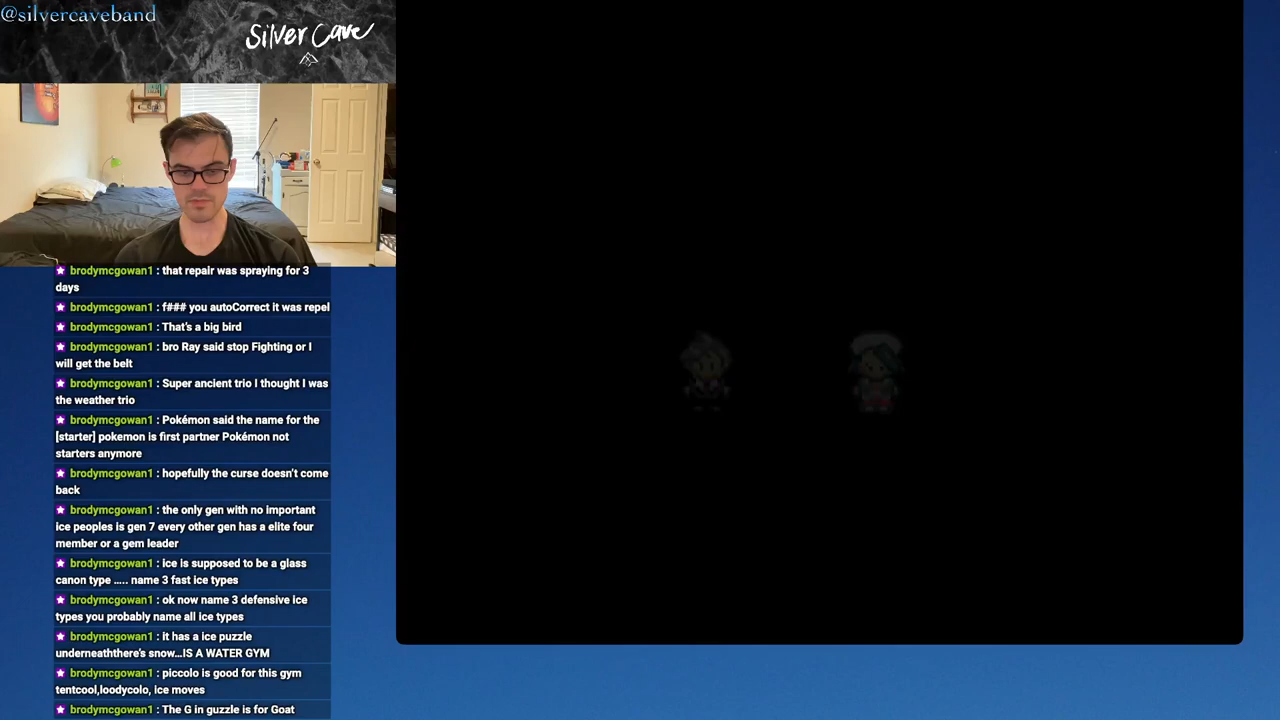 @silvercaveband
Silver Cave
brodymcgowan1 : that repair was spraying for 3
days
brodymcgowan1 : f### you autoCorrect it was repel
brodymcgowan1 : That's a big bird
brodymcgowan1 : bro Ray said stop Fighting or I
will get the belt
brodymcgowan1 : Super ancient trio I thought I was
the weather trio
brodymcgowan1 : Pokémon said the name for the
[starter] pokemon is first partner Pokémon not
starters anymore
brodymcgowan1 : hopefully the curse doesn't come
back
brodymcgowan1 : the only gen with no important
ice peoples is gen 7 every other gen has a elite four
member or a gem leader
brodymcgowan1 : ice is supposed to be a glass
canon type ….. name 3 fast ice types
brodymcgowan1 : ok now name 3 defensive ice
types you probably name all ice types
brodymcgowan1 : it has a ice puzzle
underneaththere's snow…IS A WATER GYM
brodymcgowan1 : piccolo is good for this gym
tentcool,loodycolo, ice moves
brodymcgowan1 : The G in guzzle is for Goat